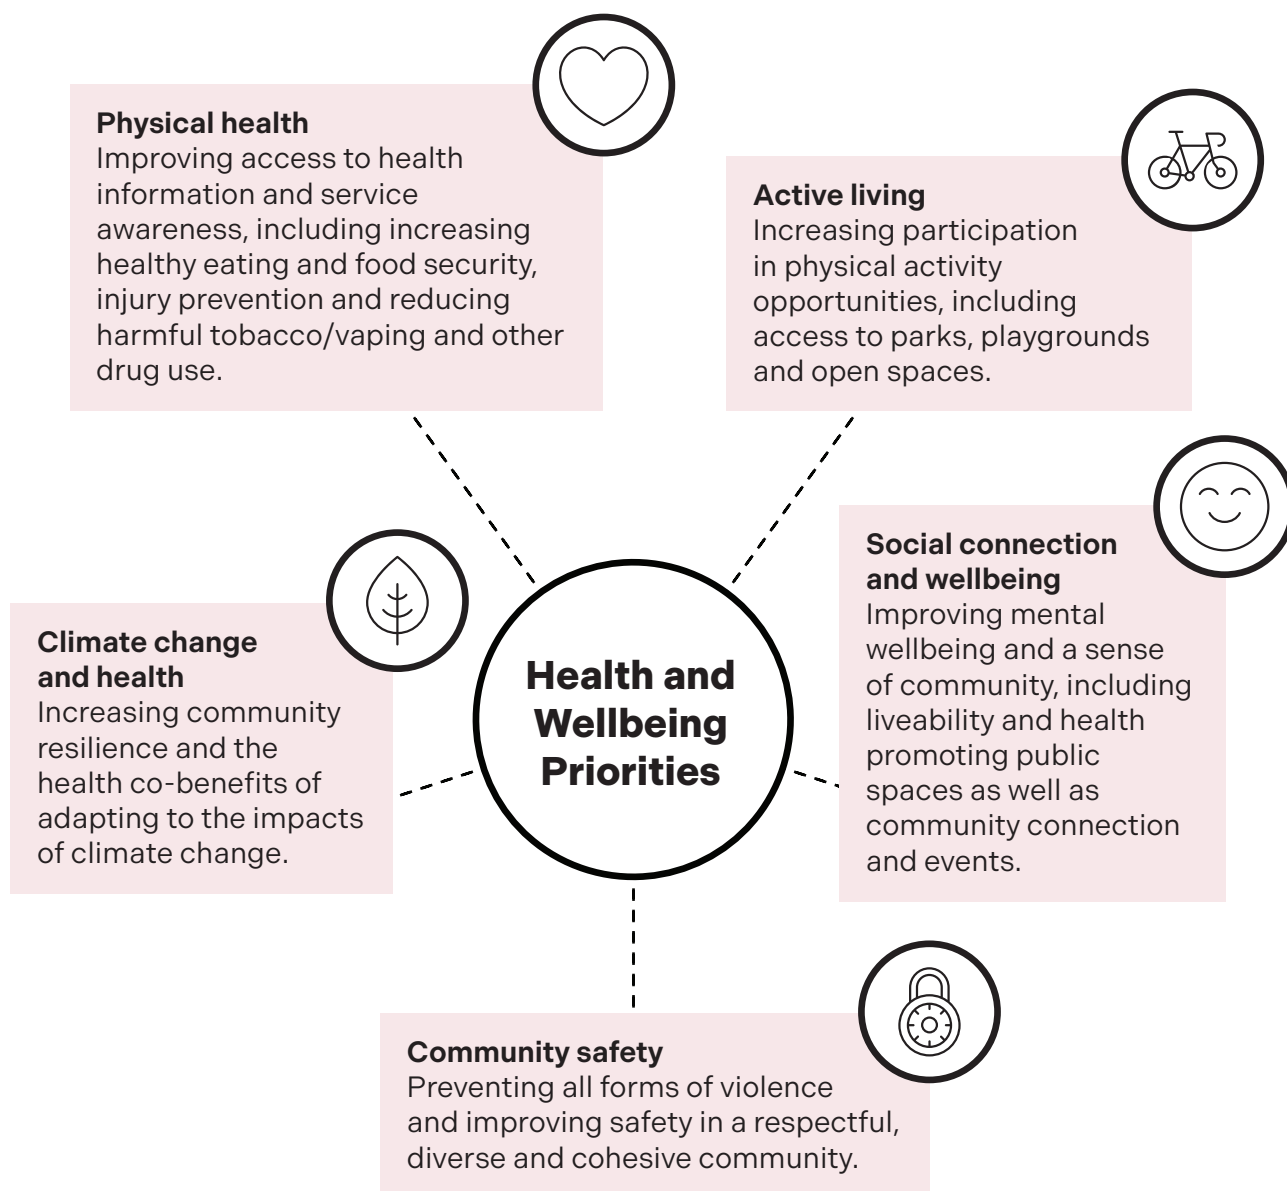 Physical health
Improving access to health
information and service
awareness, including increasing
healthy eating and food security,
injury prevention and reducing
harmful tobacco/vaping and other
drug use.
Active living
Increasing participation
in physical activity
opportunities, including
access to parks, playgrounds
and open spaces.
Social connection
and wellbeing
Improving mental
wellbeing and a sense
of community, including
liveability and health
promoting public
spaces as well as
community connection
and events.
Climate change
and health
Increasing community
resilience and the
health co-benefits of
adapting to the impacts
of climate change.
Health and
Wellbeing
Priorities
Community safety
Preventing all forms of violence
and improving safety in a respectful,
diverse and cohesive community.